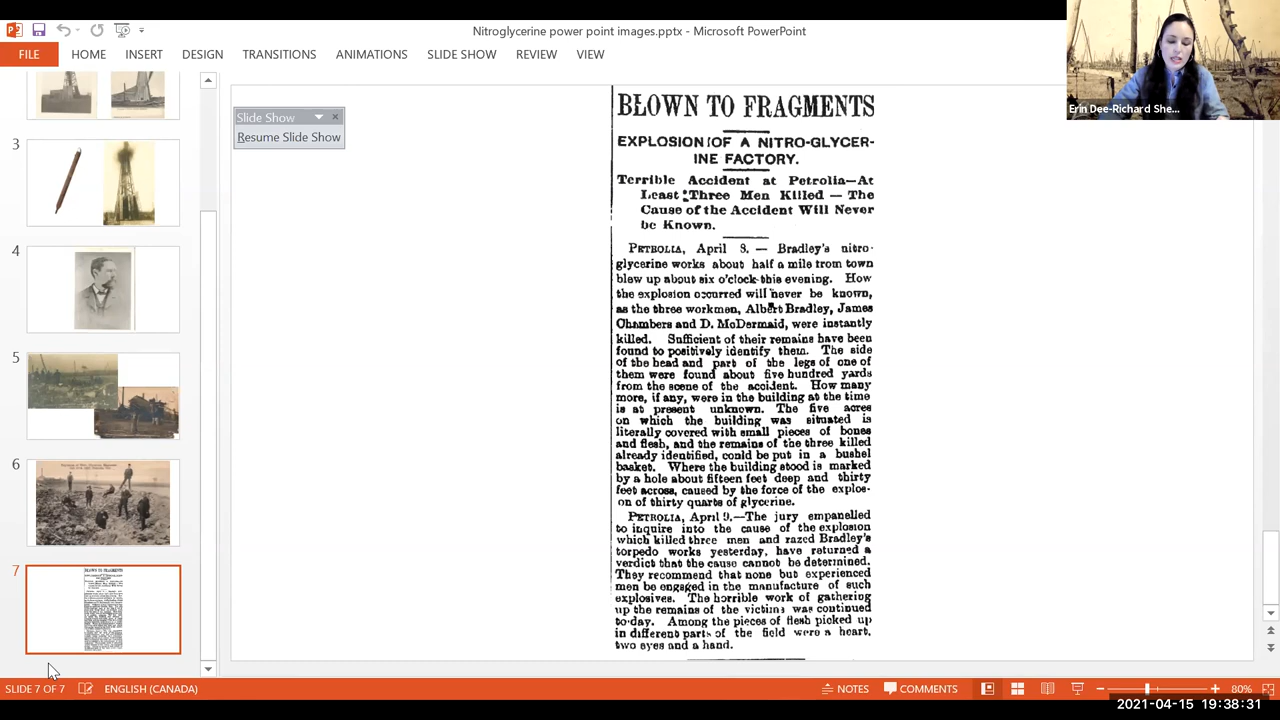 Nitroglycerine power point images.pptx - Microsoft PowerPoint
FILE HOME INSERT DESIGN TRANSITIONS ANIMATIONS SLIDE SHOW REVIEW VIEW
Erin Dee-Richard She...
Slide Show
Resume Slide Show
3
4
5
6
7
BLOWN TO FRAGMENTS
EXPLOSION OF A NITRO-GLYCER-
INE FACTORY.
Terrible Accident at Petrolia—At
Least Three Men Killed — The
Cause of the Accident Will Never
be Known.
PETROLIA, April 8. — Bradley's nitro-
glycerine works about half a mile from town
blew up about six o'clock this evening. How
the explosion occurred will never be known,
as the three workmen, Albert Bradley, James
Chambers and D. McDermaid, were instantly
killed. Sufficient of their remains have been
found to positively identify them. The side
of the head and part of the legs of one of
them were found about five hundred yards
from the scene of the accident. How many
more, if any, were in the building at the time
is at present unknown. The five acres
on which the building was situated is
literally covered with small pieces of bones
and flesh, and the remains of the three killed
already identified, could be put in a bushel
basket. Where the building stood is marked
by a hole about fifteen feet deep and thirty
feet across, caused by the force of the explos-
on of thirty quarts of glycerine.
PETROLIA, April 9.—The jury empanelled
to inquire into the cause of the explosion
which killed three men and razed Bradley's
torpedo works yesterday, have returned a
verdict that the cause cannot be determined.
They recommend that none but experienced
men be engaged in the manufacture of such
explosives. The horrible work of gathering
up the remains of the victims was continued
to-day. Among the pieces of flesh picked up
in different parts of the field were a heart,
two eyes and a hand.
SLIDE 7 OF 7 ENGLISH (CANADA) NOTES COMMENTS 80%
2021-04-15 19:38:31